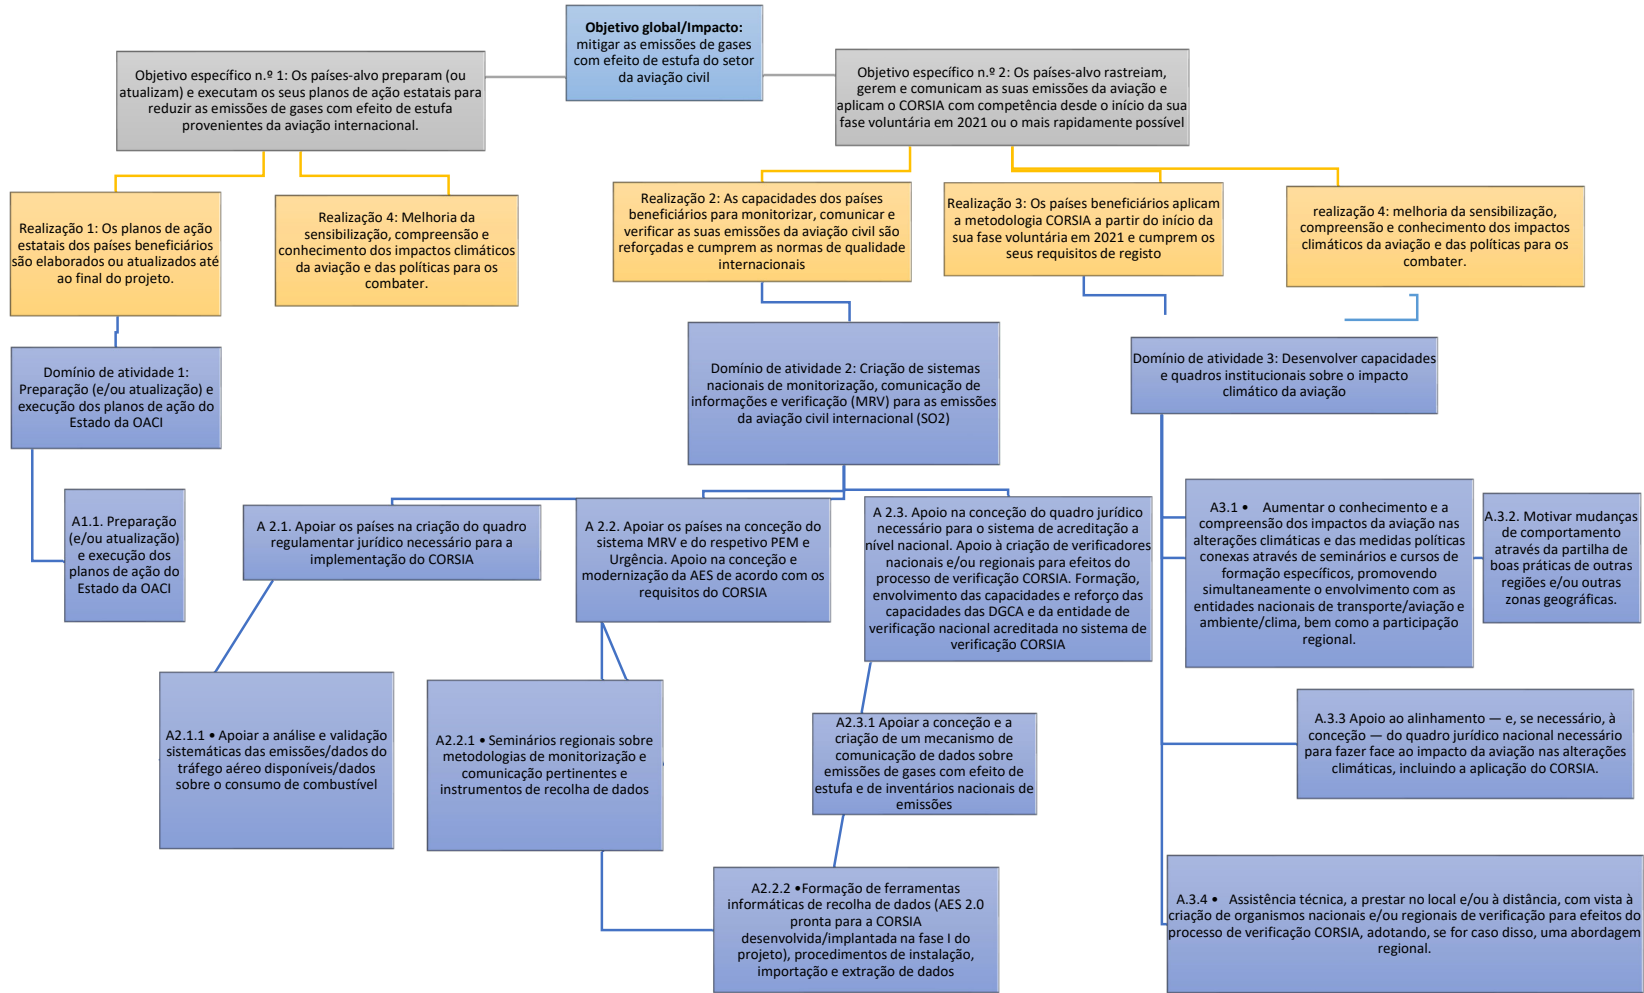 Objetivo global/Impacto:
mitigar as emissões de gases
com efeito de estufa do setor
da aviação civil
Objetivo específico n.º 1: Os países-alvo preparam (ou
atualizam) e executam os seus planos de ação estatais para
reduzir as emissões de gases com efeito de estufa
provenientes da aviação internacional.
Objetivo específico n.º 2: Os países-alvo rastreiam,
gerem e comunicam as suas emissões da aviação e
aplicam o CORSIA com competência desde o início da sua
fase voluntária em 2021 ou o mais rapidamente possível
Realização 1: Os planos de ação
estatais dos países beneficiários
são elaborados ou atualizados até
ao final do projeto.
Realização 4: Melhoria da
sensibilização, compreensão e
conhecimento dos impactos climáticos
da aviação e das políticas para os
combater.
Realização 2: As capacidades dos países
beneficiários para monitorizar, comunicar e
verificar as suas emissões da aviação civil são
reforçadas e cumprem as normas de qualidade
internacionais
Realização 3: Os países beneficiários aplicam
a metodologia CORSIA a partir do início da
sua fase voluntária em 2021 e cumprem os
seus requisitos de registo
realização 4: melhoria da sensibilização,
compreensão e conhecimento dos impactos
climáticos da aviação e das políticas para os
combater.
Domínio de atividade 1:
Preparação (e/ou atualização) e
execução dos planos de ação do
Estado da OACI
Domínio de atividade 2: Criação de sistemas
nacionais de monitorização, comunicação de
informações e verificação (MRV) para as emissões
da aviação civil internacional (SO2)
Domínio de atividade 3: Desenvolver capacidades
e quadros institucionais sobre o impacto
climático da aviação
A1.1. Preparação
(e/ou atualização)
e execução dos
planos de ação do
Estado da OACI
A 2.1. Apoiar os países na criação do quadro
regulamentar jurídico necessário para a
implementação do CORSIA
A 2.2. Apoiar os países na conceção do
sistema MRV e do respetivo PEM e
Urgência. Apoio na conceção e
modernização da AES de acordo com os
requisitos do CORSIA
A 2.3. Apoio na conceção do quadro jurídico
necessário para o sistema de acreditação a
nível nacional. Apoio à criação de verificadores
nacionais e/ou regionais para efeitos do
processo de verificação CORSIA. Formação,
envolvimento das capacidades e reforço das
capacidades das DGCA e da entidade de
verificação nacional acreditada no sistema de
verificação CORSIA
A3.1 • Aumentar o conhecimento e a
compreensão dos impactos da aviação nas
alterações climáticas e das medidas políticas
conexas através de seminários e cursos de
formação específicos, promovendo
simultaneamente o envolvimento com as
entidades nacionais de transporte/aviação e
ambiente/clima, bem como a participação
regional.
A.3.2. Motivar mudanças
de comportamento
através da partilha de
boas práticas de outras
regiões e/ou outras
zonas geográficas.
A2.1.1 • Apoiar a análise e validação
sistemáticas das emissões/dados do
tráfego aéreo disponíveis/dados
sobre o consumo de combustível
A2.2.1 • Seminários regionais sobre
metodologias de monitorização e
comunicação pertinentes e
instrumentos de recolha de dados
A2.3.1 Apoiar a conceção e a
criação de um mecanismo de
comunicação de dados sobre
emissões de gases com efeito de
estufa e de inventários nacionais de
emissões
A.3.3 Apoio ao alinhamento — e, se necessário, à
conceção — do quadro jurídico nacional necessário
para fazer face ao impacto da aviação nas alterações
climáticas, incluindo a aplicação do CORSIA.
A2.2.2 •Formação de ferramentas
informáticas de recolha de dados (AES 2.0
pronta para a CORSIA
desenvolvida/implantada na fase I do
projeto), procedimentos de instalação,
importação e extração de dados
A.3.4 • Assistência técnica, a prestar no local e/ou à distância, com vista à
criação de organismos nacionais e/ou regionais de verificação para efeitos do
processo de verificação CORSIA, adotando, se for caso disso, uma abordagem
regional.